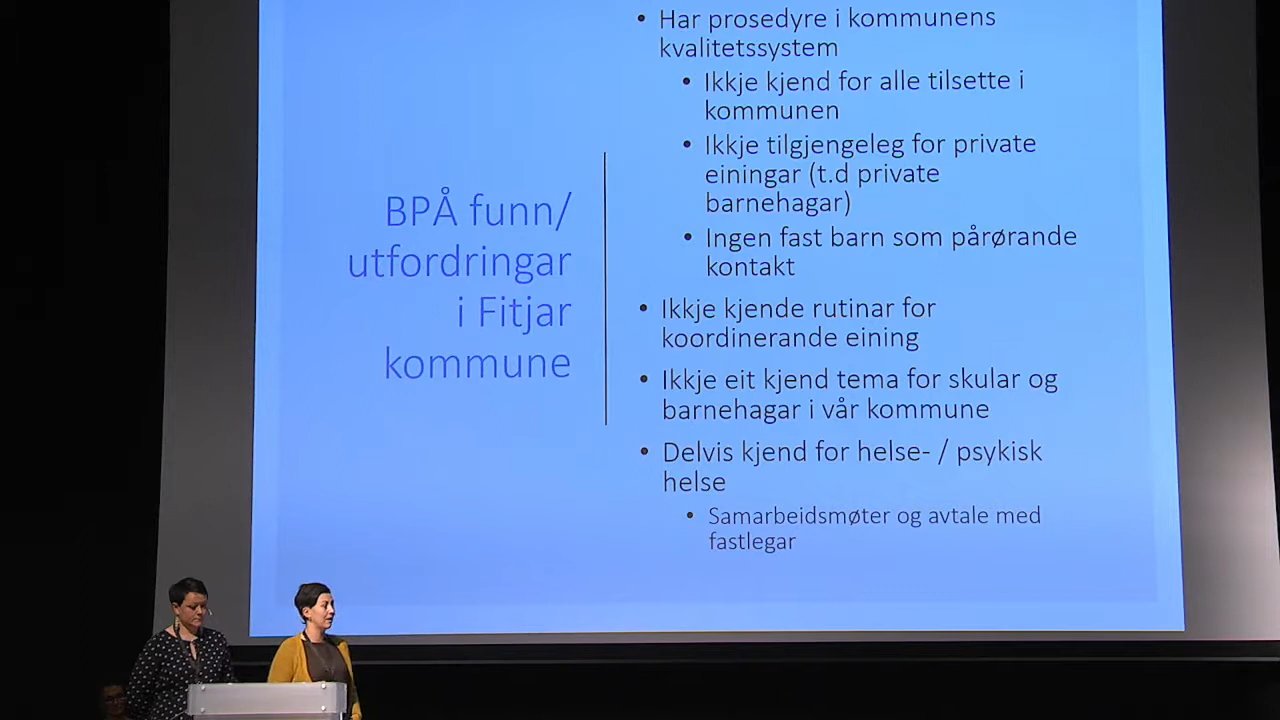 BPÅ funn/
utfordringar
i Fitjar
kommune
• Har prosedyre i kommunens
kvalitetssystem
• Ikkje kjend for alle tilsette i
kommunen
• Ikkje tilgjengeleg for private
einingar (t.d private
barnehagar)
• Ingen fast barn som pårørande
kontakt
• Ikkje kjende rutinar for
koordinerande eining
• Ikkje eit kjend tema for skular og
barnehagar i vår kommune
• Delvis kjend for helse- / psykisk
helse
• Samarbeidsmøter og avtale med
fastlegar